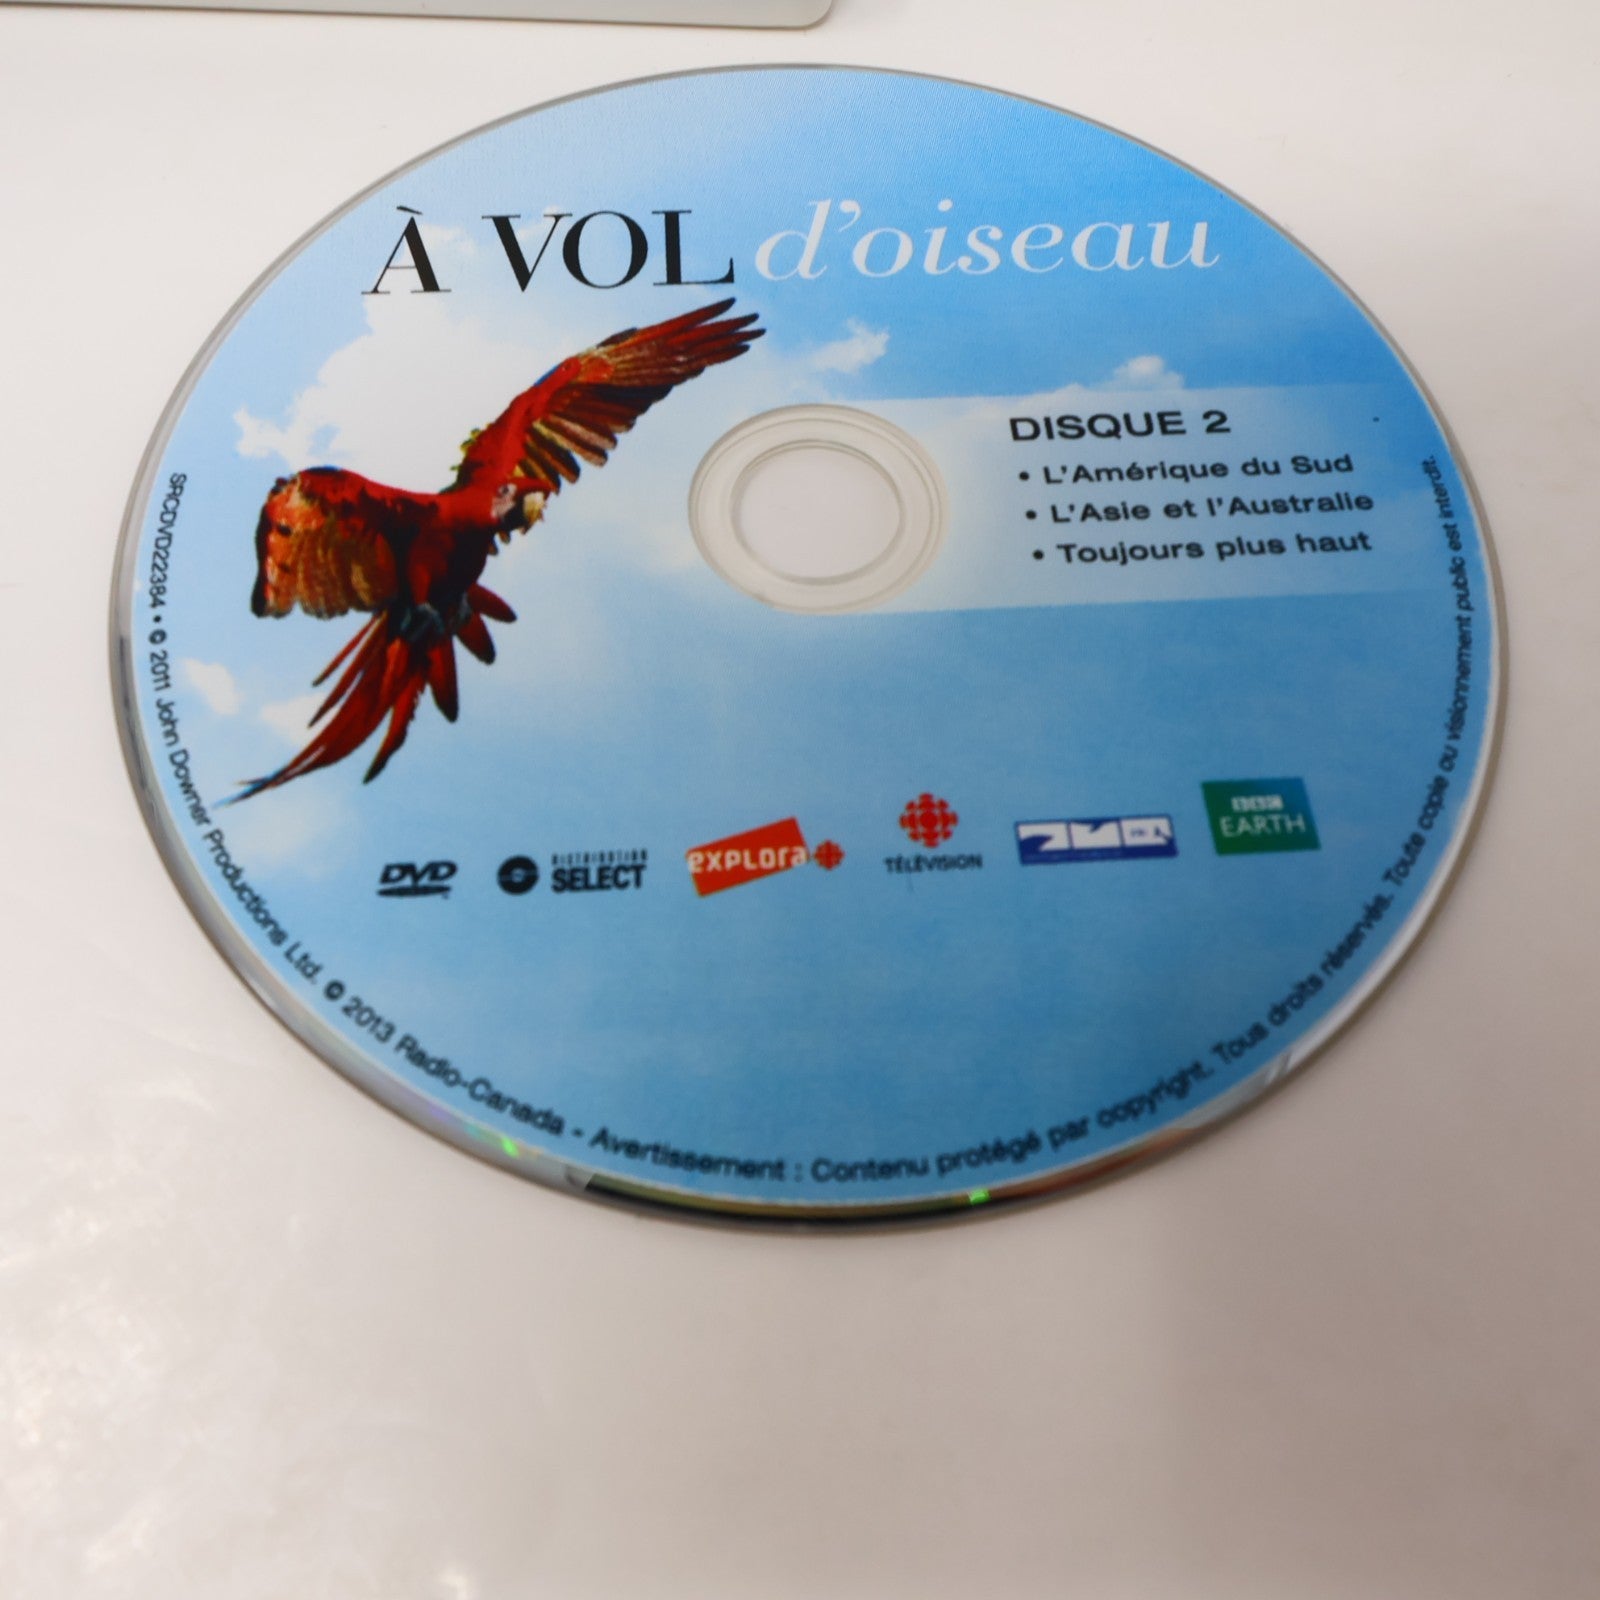 À VOL d'oiseau
DISQUE 2
• L'Amérique du Sud
• L'Asie et l'Australie
• Toujours plus haut
DVD
DISTRIBUTION
SELECT
eXPLORa
TÉLÉVISION
BBC
EARTH
SRCDVD22384 • © 2011 John Downer Productions Ltd. © 2013 Radio-Canada - Avertissement : Contenu protégé par copyright. Tous droits réservés. Toute copie ou visionnement public est interdit.